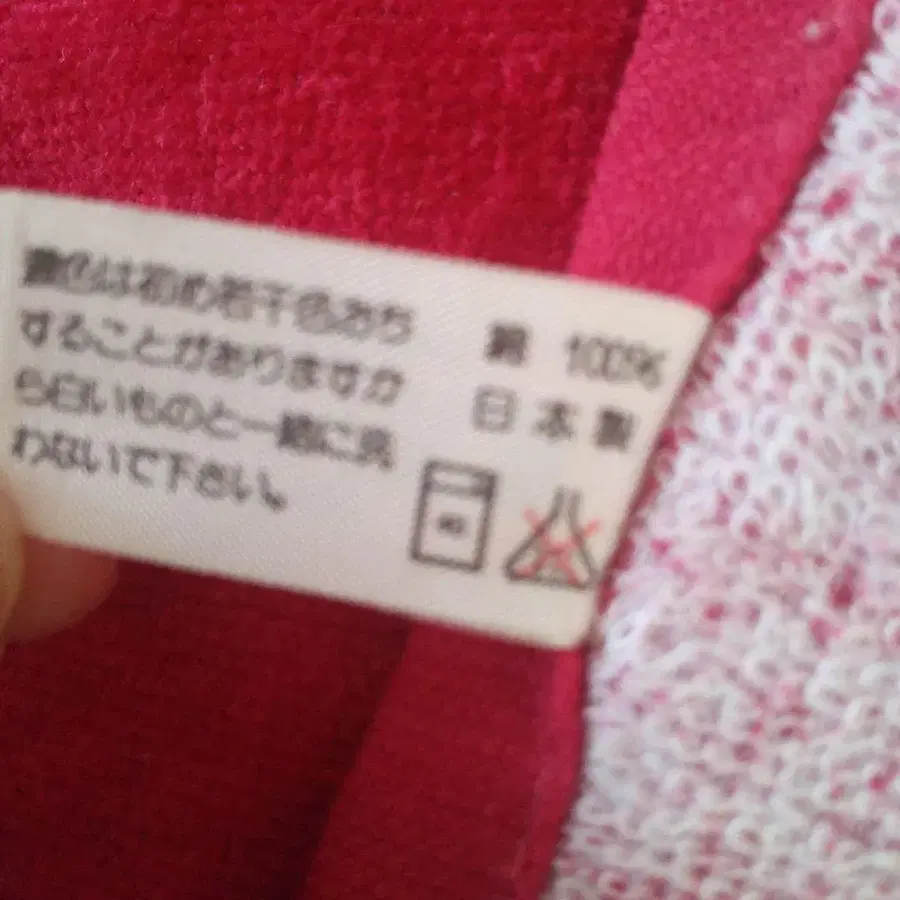 濃色は初め若干色おち
することがありますか
ら白いものと一緒に洗
わないで下さい。
綿 100%
日本製
40